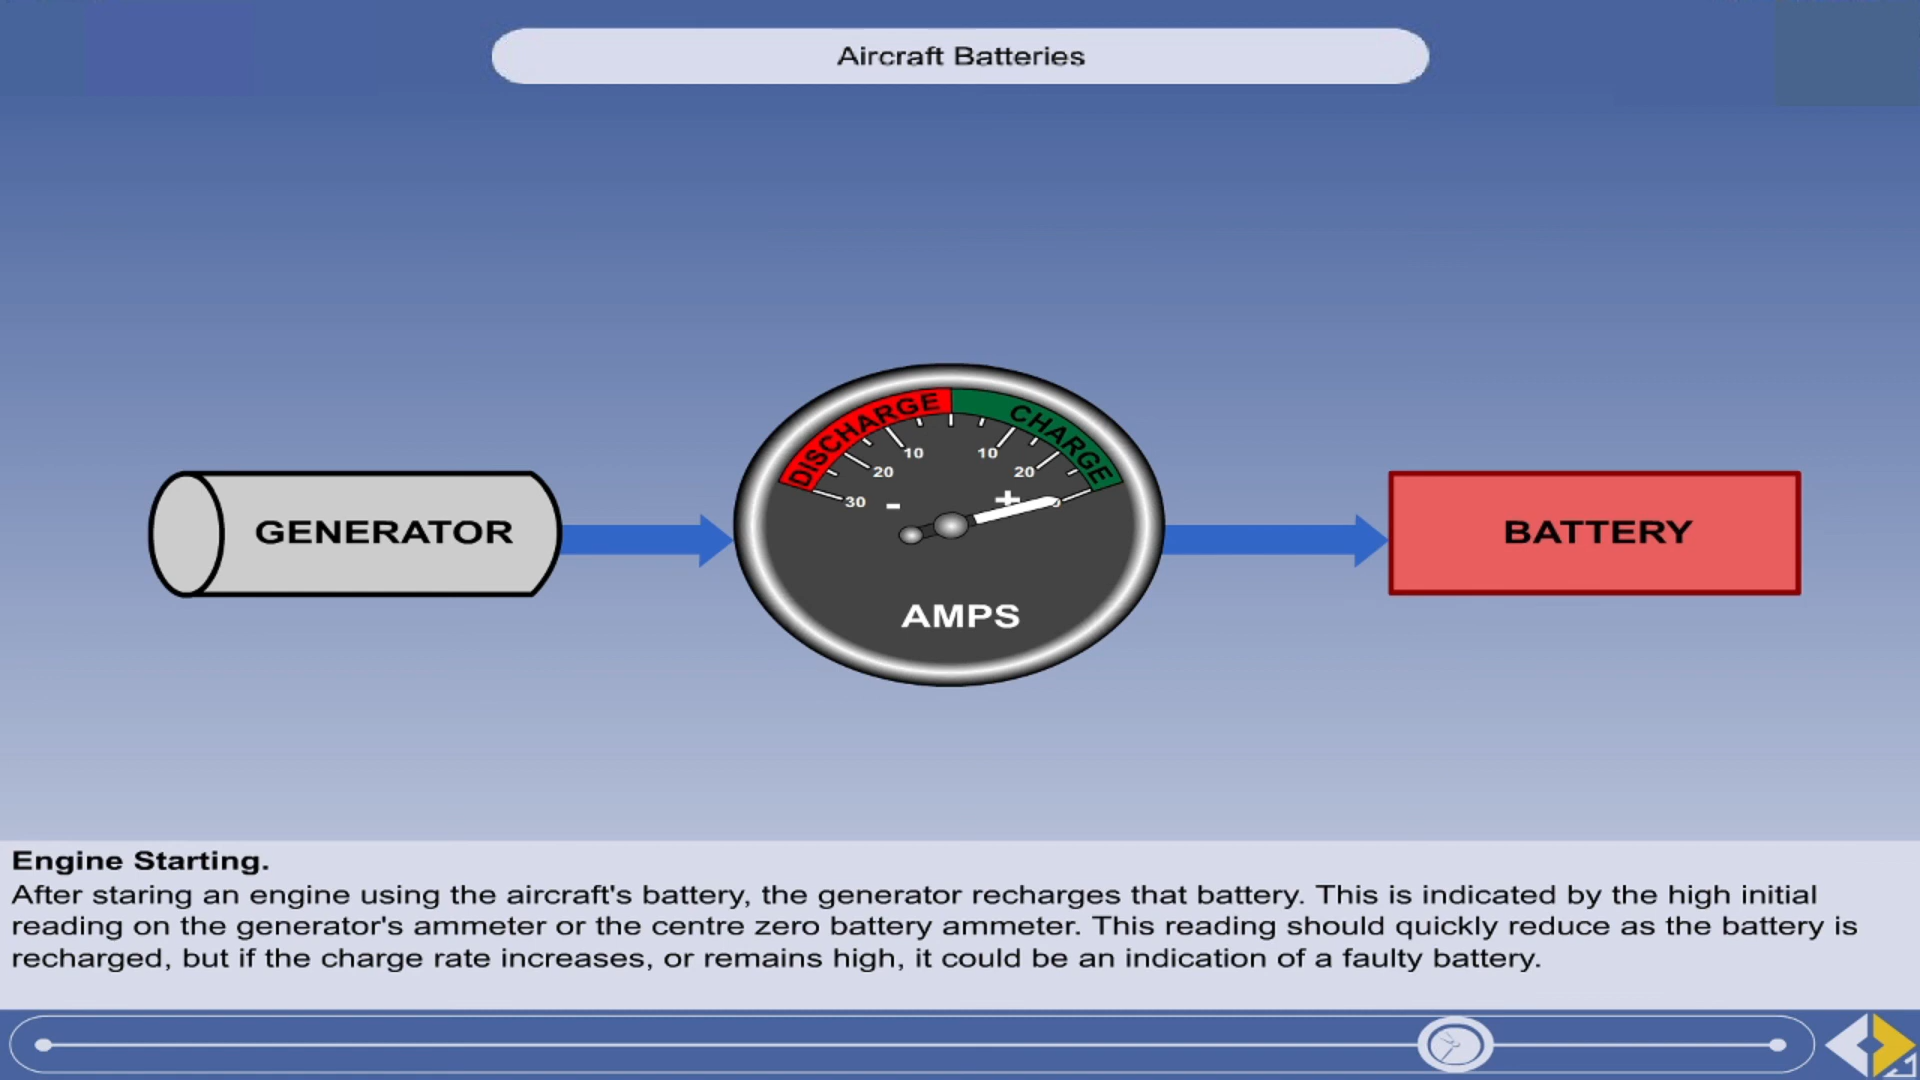 Aircraft Batteries
DISCHARGE
CHARGE
10
10
20
20
30
-
+
GENERATOR
BATTERY
AMPS
Engine Starting.
After staring an engine using the aircraft's battery, the generator recharges that battery. This is indicated by the high initial
reading on the generator's ammeter or the centre zero battery ammeter. This reading should quickly reduce as the battery is
recharged, but if the charge rate increases, or remains high, it could be an indication of a faulty battery.